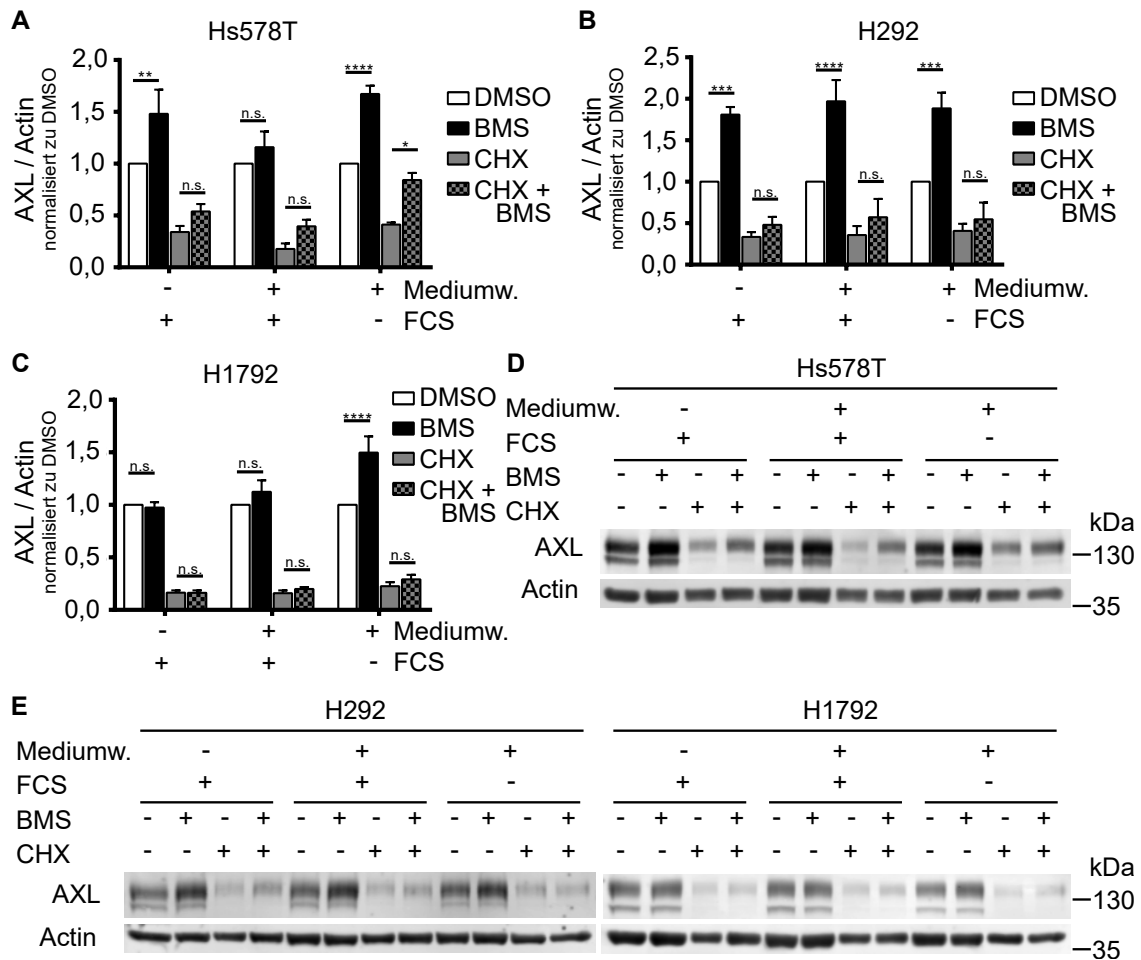 A
Hs578T
AXL / Actin
normalisiert zu DMSO
2,0
1,5
1,0
0,5
0,0
** n.s. **** n.s. n.s. *
DMSO
BMS
CHX
CHX +
BMS
- + + Mediumw.
+ + - FCS
B
H292
AXL / Actin
normalisiert zu DMSO
2,5
2,0
1,5
1,0
0,5
0,0
*** **** *** n.s. n.s. n.s.
DMSO
BMS
CHX
CHX +
BMS
- + + Mediumw.
+ + - FCS
C
H1792
AXL / Actin
normalisiert zu DMSO
2,0
1,5
1,0
0,5
0,0
n.s. n.s. **** n.s. n.s. n.s.
DMSO
BMS
CHX
CHX +
BMS
- + + Mediumw.
+ + - FCS
D
Hs578T
Mediumw. - + +
FCS + + -
BMS - + - + - + - + - + - +
CHX - - + + - - + + - - + +
kDa
AXL
130
Actin
35
E
H292 H1792
Mediumw. - + + - + +
FCS + + - + + -
BMS - + - + - + - + - + - + - + - + - + - + - + - +
CHX - - + + - - + + - - + + - - + + - - + + - - + +
kDa
AXL
130
Actin
35